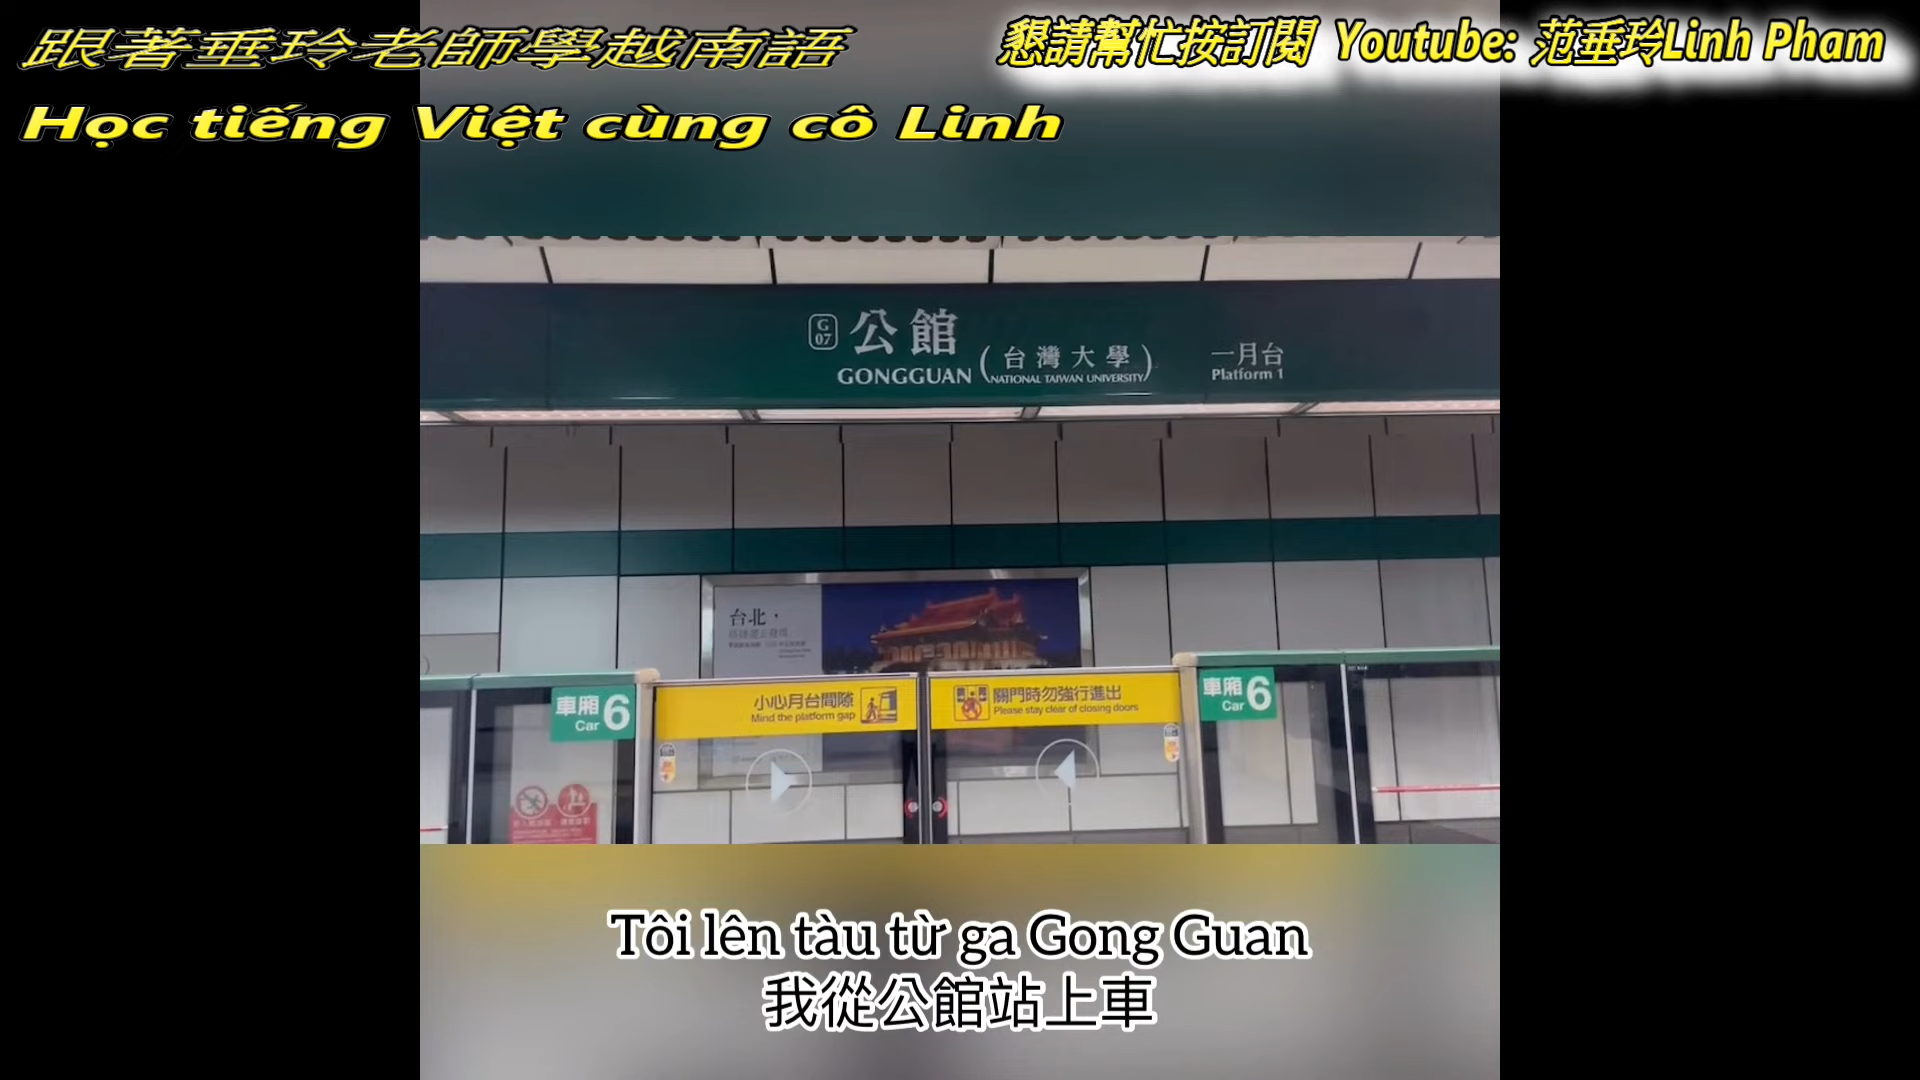 跟著垂玲老師學越南語
懇請幫忙按訂閱 Youtube: 范垂玲Linh Pham
Học tiếng Việt cùng cô Linh
G 07
公館
GONGGUAN
(台灣大學)
NATIONAL TAIWAN UNIVERSITY
一月台
Platform 1
台北，
車廂 6
Car
小心月台間隙
Mind the platform gap
關門時勿強行進出
Please stay clear of closing doors
車廂 6
Car
Tôi lên tàu từ ga Gong Guan
我從公館站上車